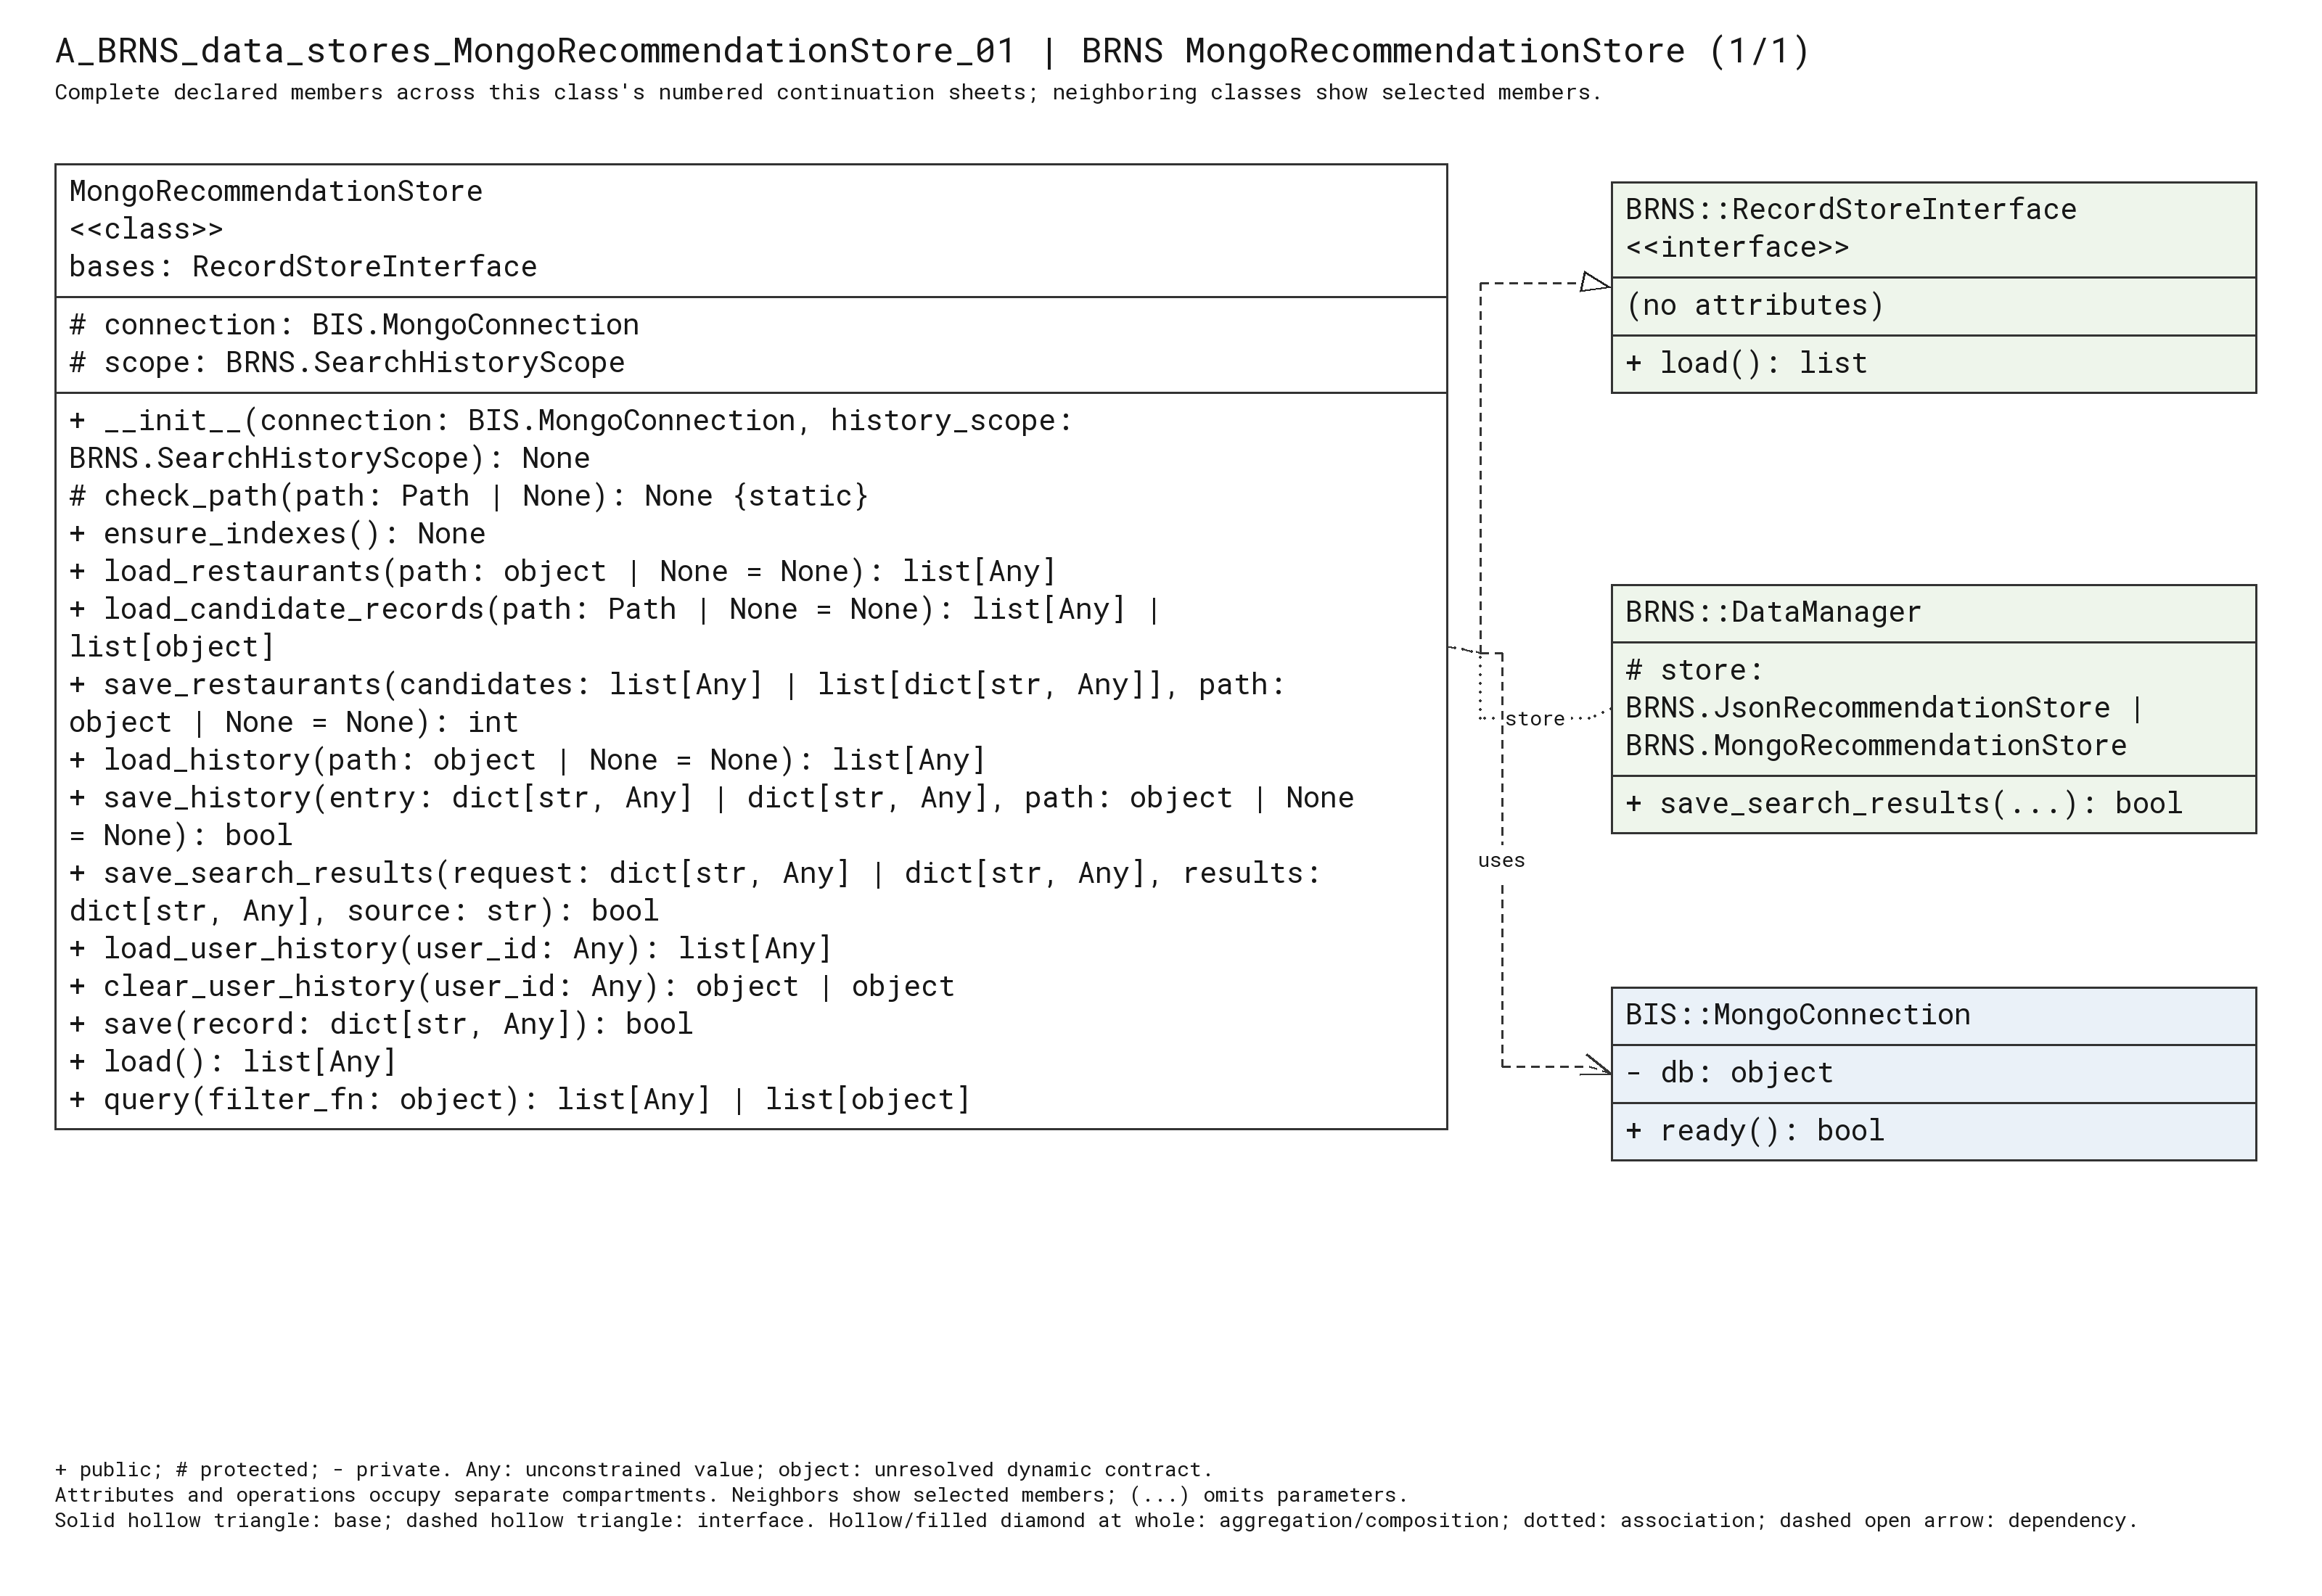 A_BRNS_data_stores_MongoRecommendationStore_01 | BRNS MongoRecommendationStore (1/1)
Complete declared members across this class's numbered continuation sheets; neighboring classes show selected members.
MongoRecommendationStore
<<class>>
bases: RecordStoreInterface
# connection: BIS.MongoConnection
# scope: BRNS.SearchHistoryScope
+ __init__(connection: BIS.MongoConnection, history_scope:
BRNS.SearchHistoryScope): None
# check_path(path: Path | None): None {static}
+ ensure_indexes(): None
+ load_restaurants(path: object | None = None): list[Any]
+ load_candidate_records(path: Path | None = None): list[Any] |
list[object]
+ save_restaurants(candidates: list[Any] | list[dict[str, Any]], path:
object | None = None): int
+ load_history(path: object | None = None): list[Any]
+ save_history(entry: dict[str, Any] | dict[str, Any], path: object | None
= None): bool
+ save_search_results(request: dict[str, Any] | dict[str, Any], results:
dict[str, Any], source: str): bool
+ load_user_history(user_id: Any): list[Any]
+ clear_user_history(user_id: Any): object | object
+ save(record: dict[str, Any]): bool
+ load(): list[Any]
+ query(filter_fn: object): list[Any] | list[object]
store
uses
BRNS::RecordStoreInterface
<<interface>>
(no attributes)
+ load(): list
BRNS::DataManager
# store:
BRNS.JsonRecommendationStore |
BRNS.MongoRecommendationStore
+ save_search_results(...): bool
BIS::MongoConnection
- db: object
+ ready(): bool
+ public; # protected; - private. Any: unconstrained value; object: unresolved dynamic contract.
Attributes and operations occupy separate compartments. Neighbors show selected members; (...) omits parameters.
Solid hollow triangle: base; dashed hollow triangle: interface. Hollow/filled diamond at whole: aggregation/composition; dotted: association; dashed open arrow: dependency.